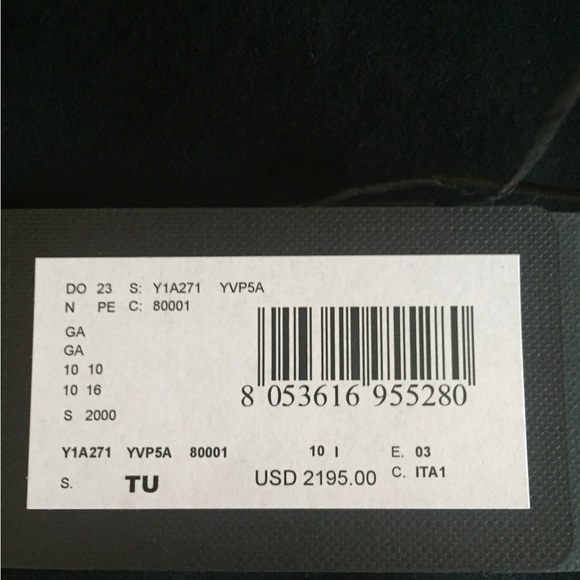 DO 23 S: Y1A271 YVP5A
N PE C: 80001
GA
GA
10 10
10 16
S 2000
8 053616 955280
Y1A271 YVP5A 80001 10 I E. 03
S. TU USD 2195.00 C. ITA1